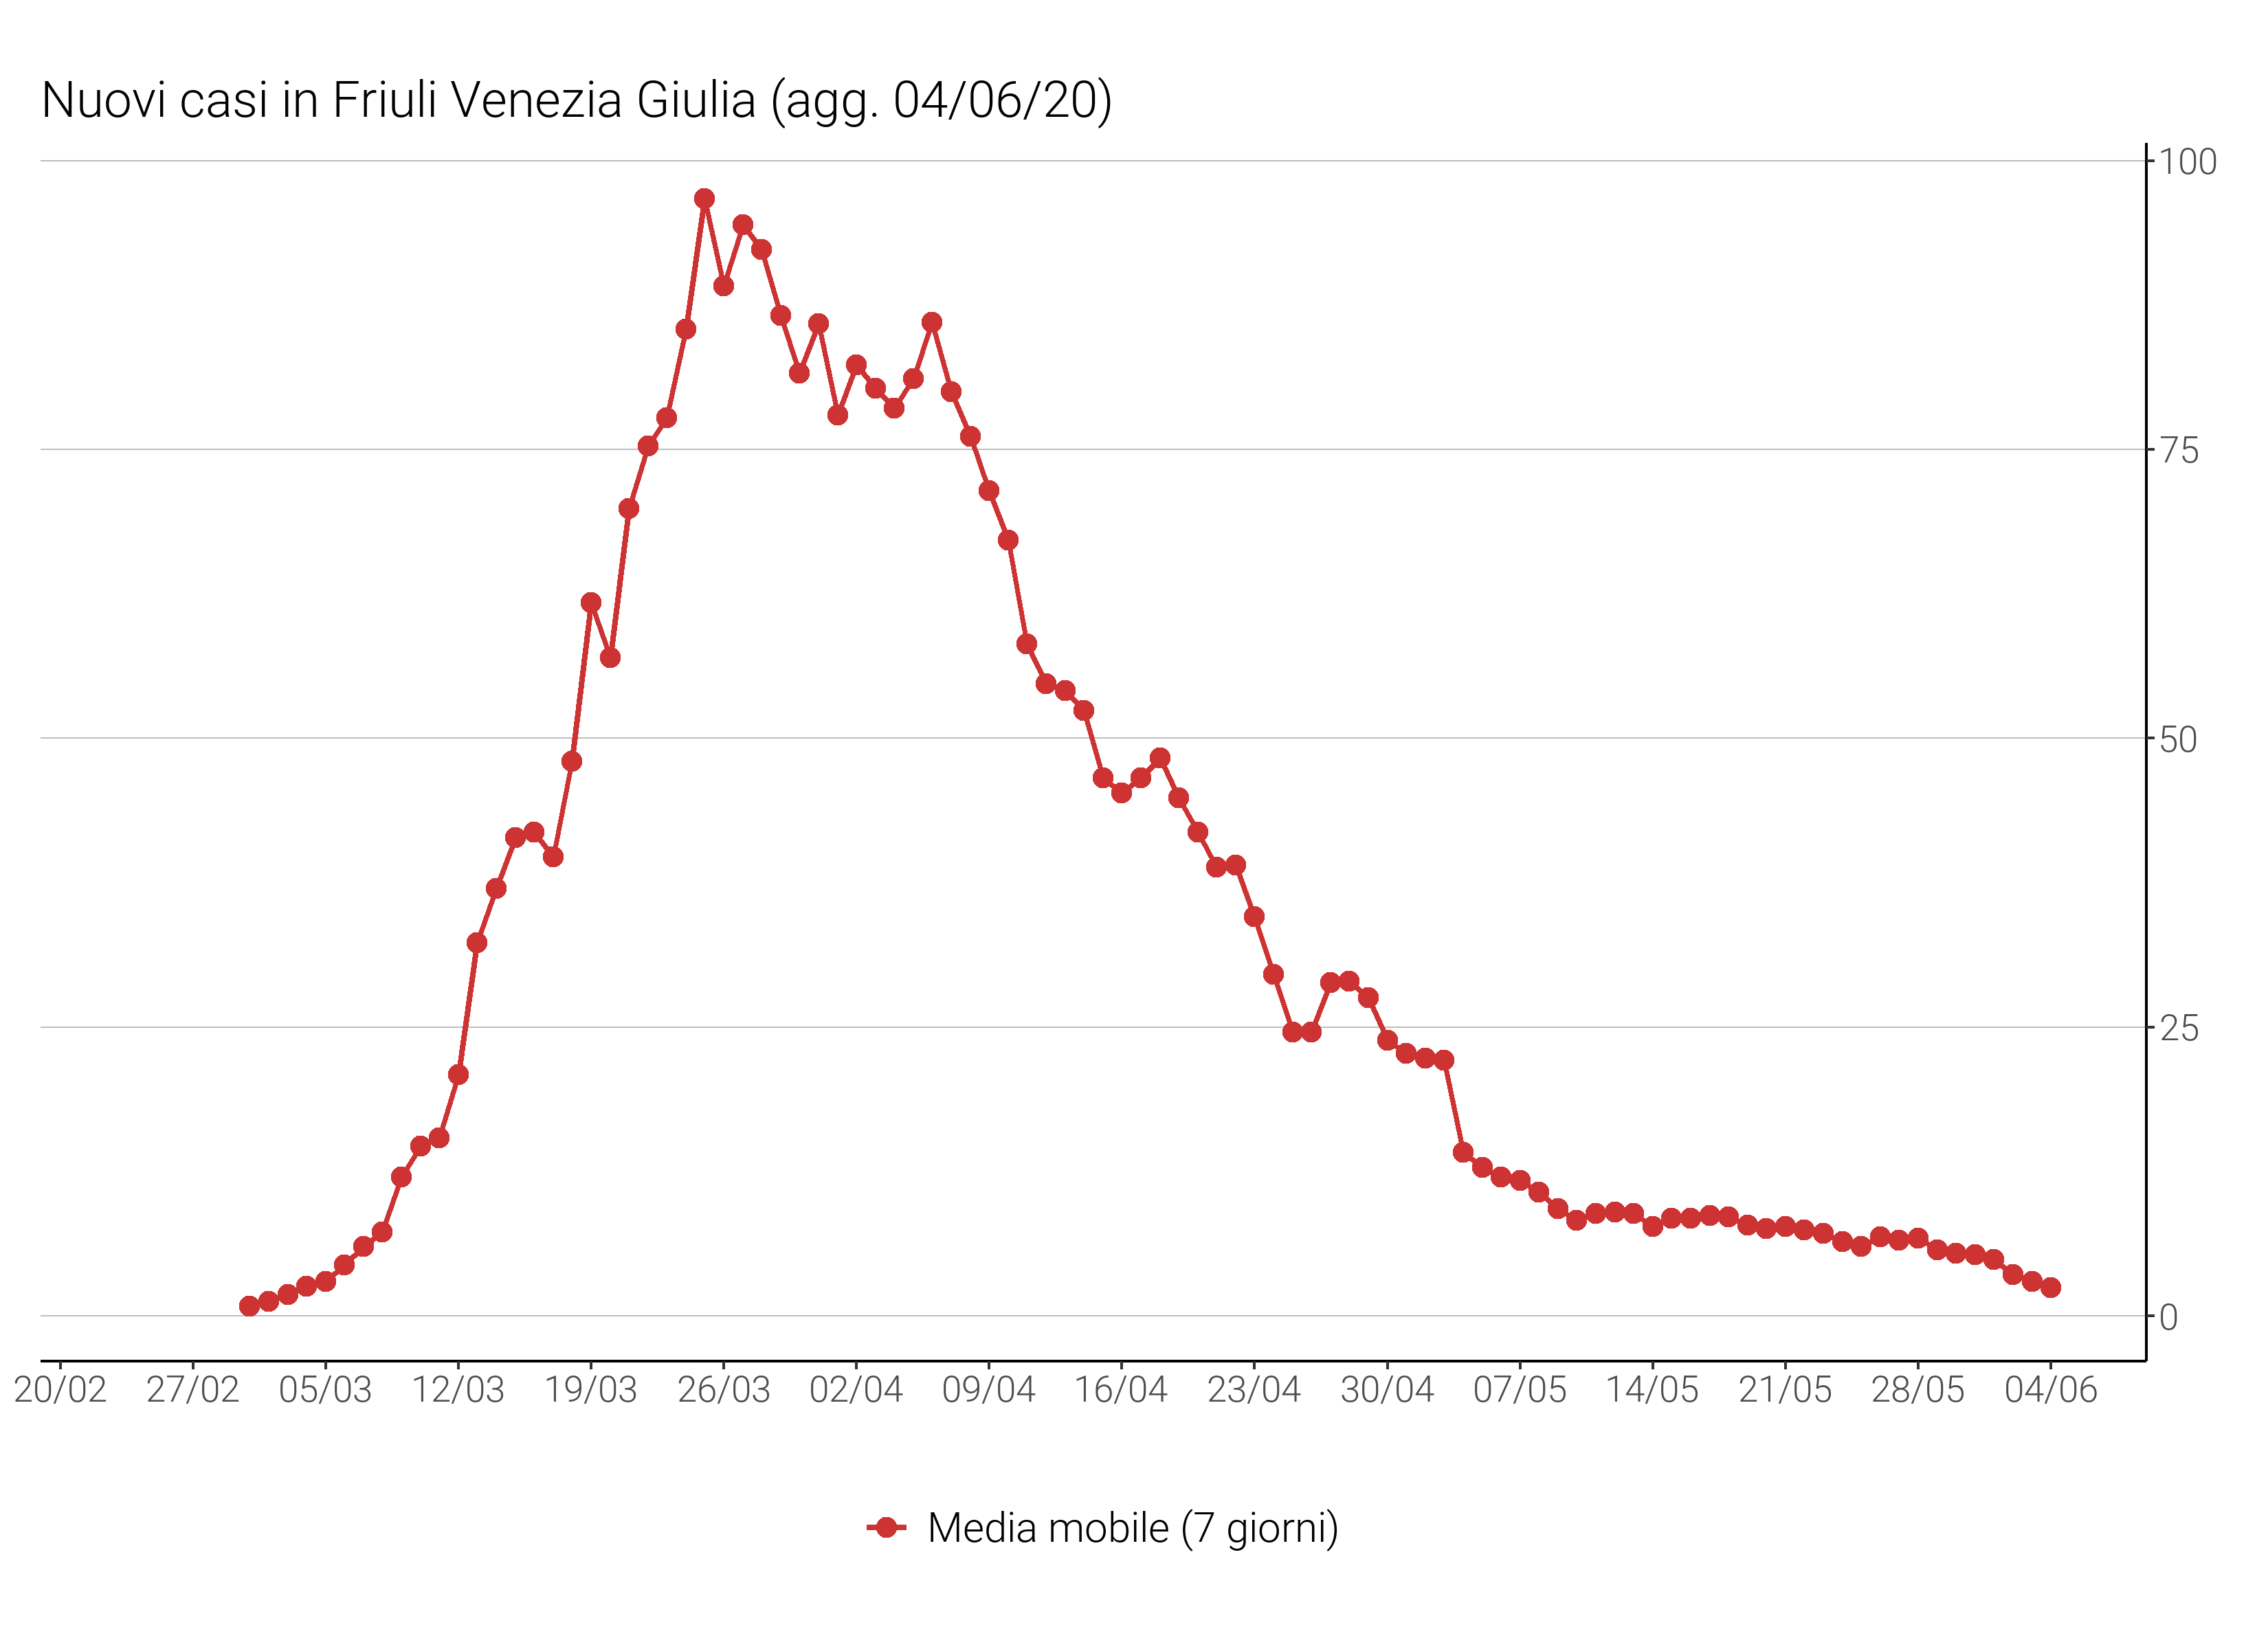 Nuovi casi in Friuli Venezia Giulia (agg. 04/06/20)
100
75
50
25
0
20/02 27/02 05/03 12/03 19/03 26/03 02/04 09/04 16/04 23/04 30/04 07/05 14/05 21/05 28/05 04/06
Media mobile (7 giorni)